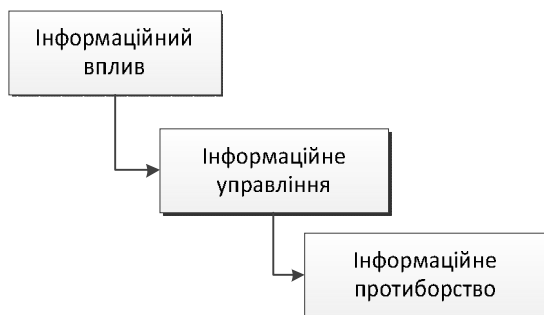 Інформаційний
вплив
Інформаційне
управління
Інформаційне
протиборство